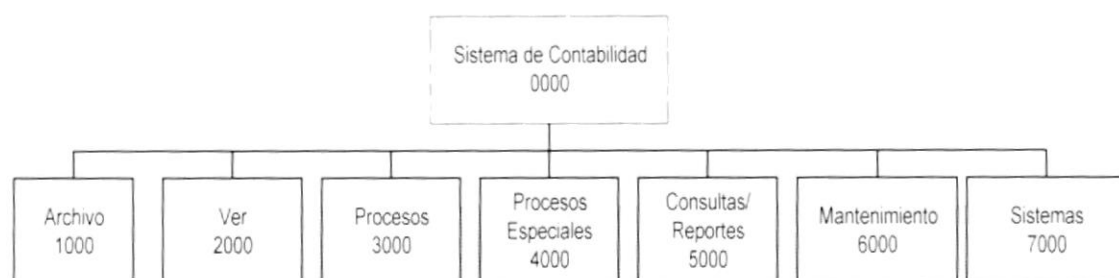 Sistema de Contabilidad
0000
Archivo
1000
Ver
2000
Procesos
3000
Procesos
Especiales
4000
Consultas/
Reportes
5000
Mantenimiento
6000
Sistemas
7000